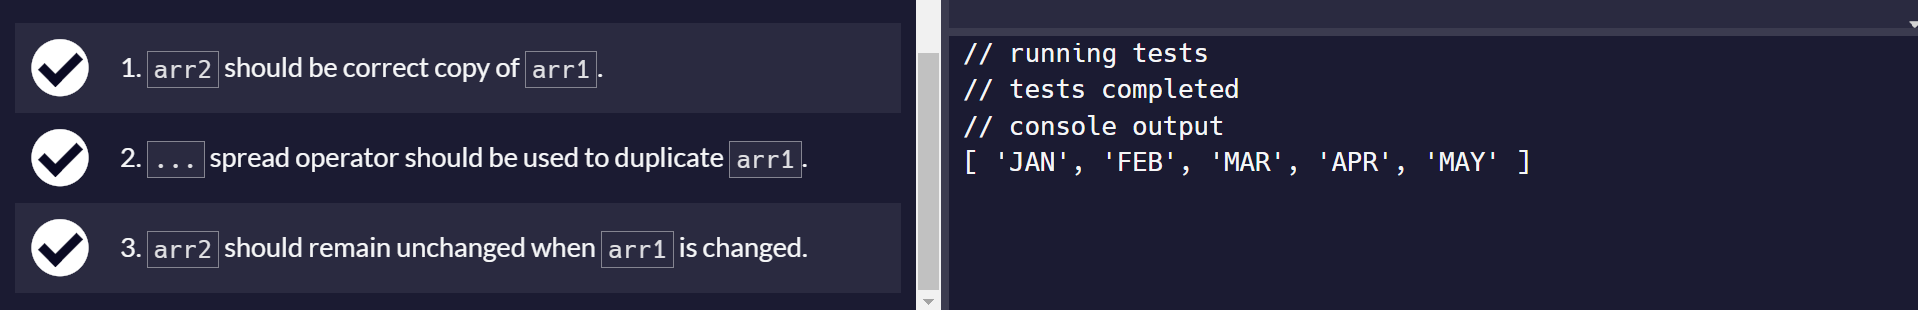 1. arr2 should be correct copy of arr1.
2. ... spread operator should be used to duplicate arr1.
3. arr2 should remain unchanged when arr1 is changed.
// running tests
// tests completed
// console output
[ 'JAN', 'FEB', 'MAR', 'APR', 'MAY' ]